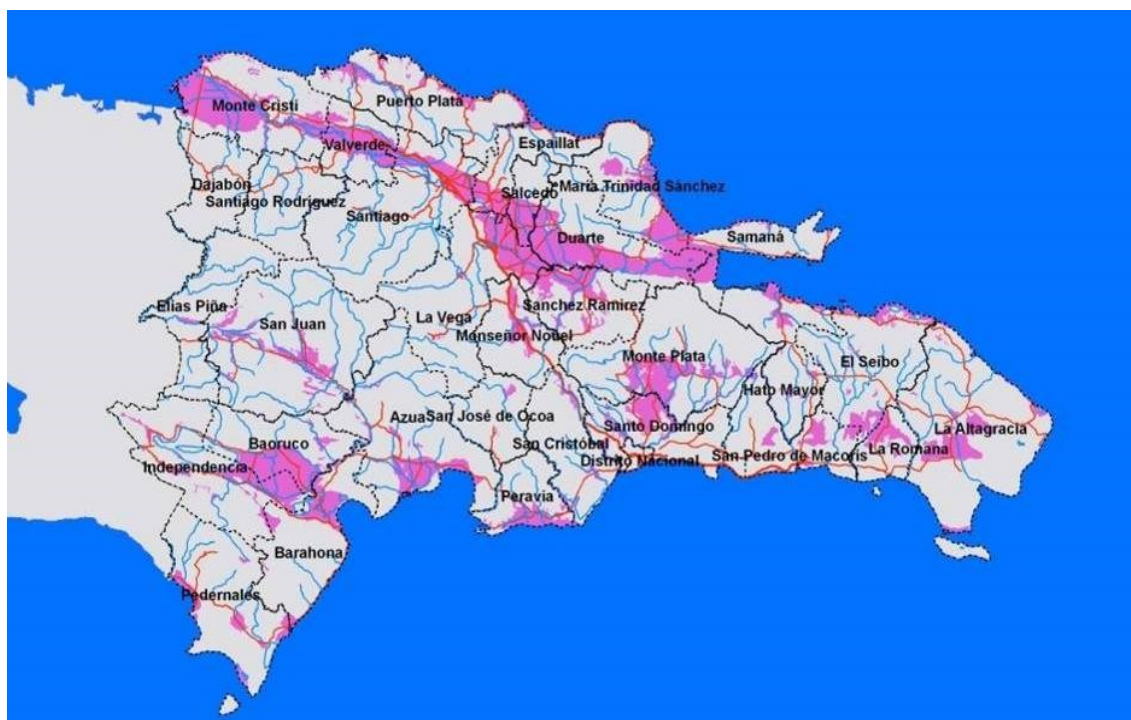 Monte Cristi
Puerto Plata
Espaillat
Valverde
Dajabón
Santiago Rodríguez
Santiago
Salcedo
María Trinidad Sánchez
Duarte
Samaná
Elías Piña
San Juan
La Vega
Sanchez Ramirez
Monseñor Nouel
Monte Plata
El Seibo
Hato Mayor
Azua
San José de Ocoa
Santo Domingo
La Altagracia
Baoruco
San Cristóbal
Distrito Nacional
San Pedro de Macorís
La Romana
Independencia
Peravia
Barahona
Pedernales